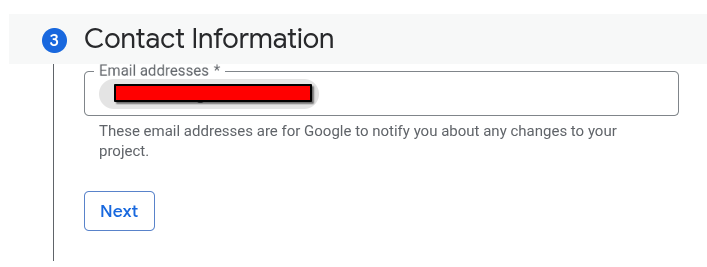 3 Contact Information
Email addresses *
These email addresses are for Google to notify you about any changes to your
project.
Next